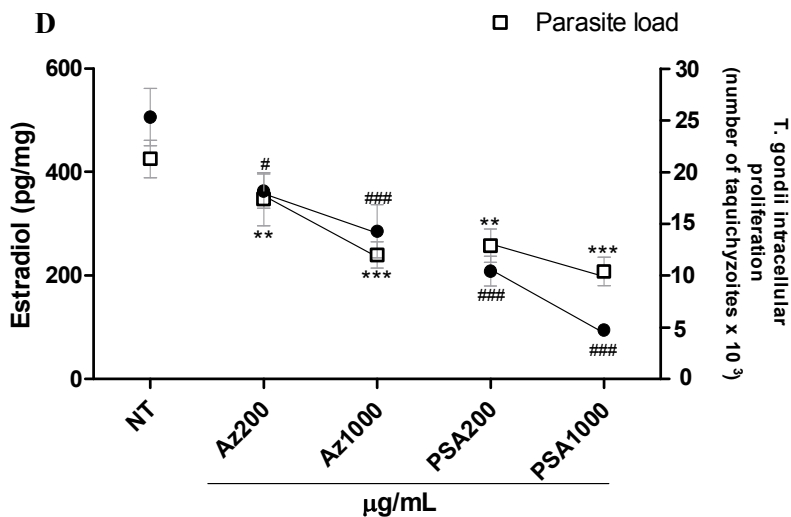 D
Parasite load
600
400
200
0
Estradiol (pg/mg)
30
25
20
15
10
5
0
T. gondii intracellular
proliferation
(number of taquichyzoites x 10 3)
#
**
###
***
**
###
***
###
NT
Az200
Az1000
PSA200
PSA1000
µg/mL